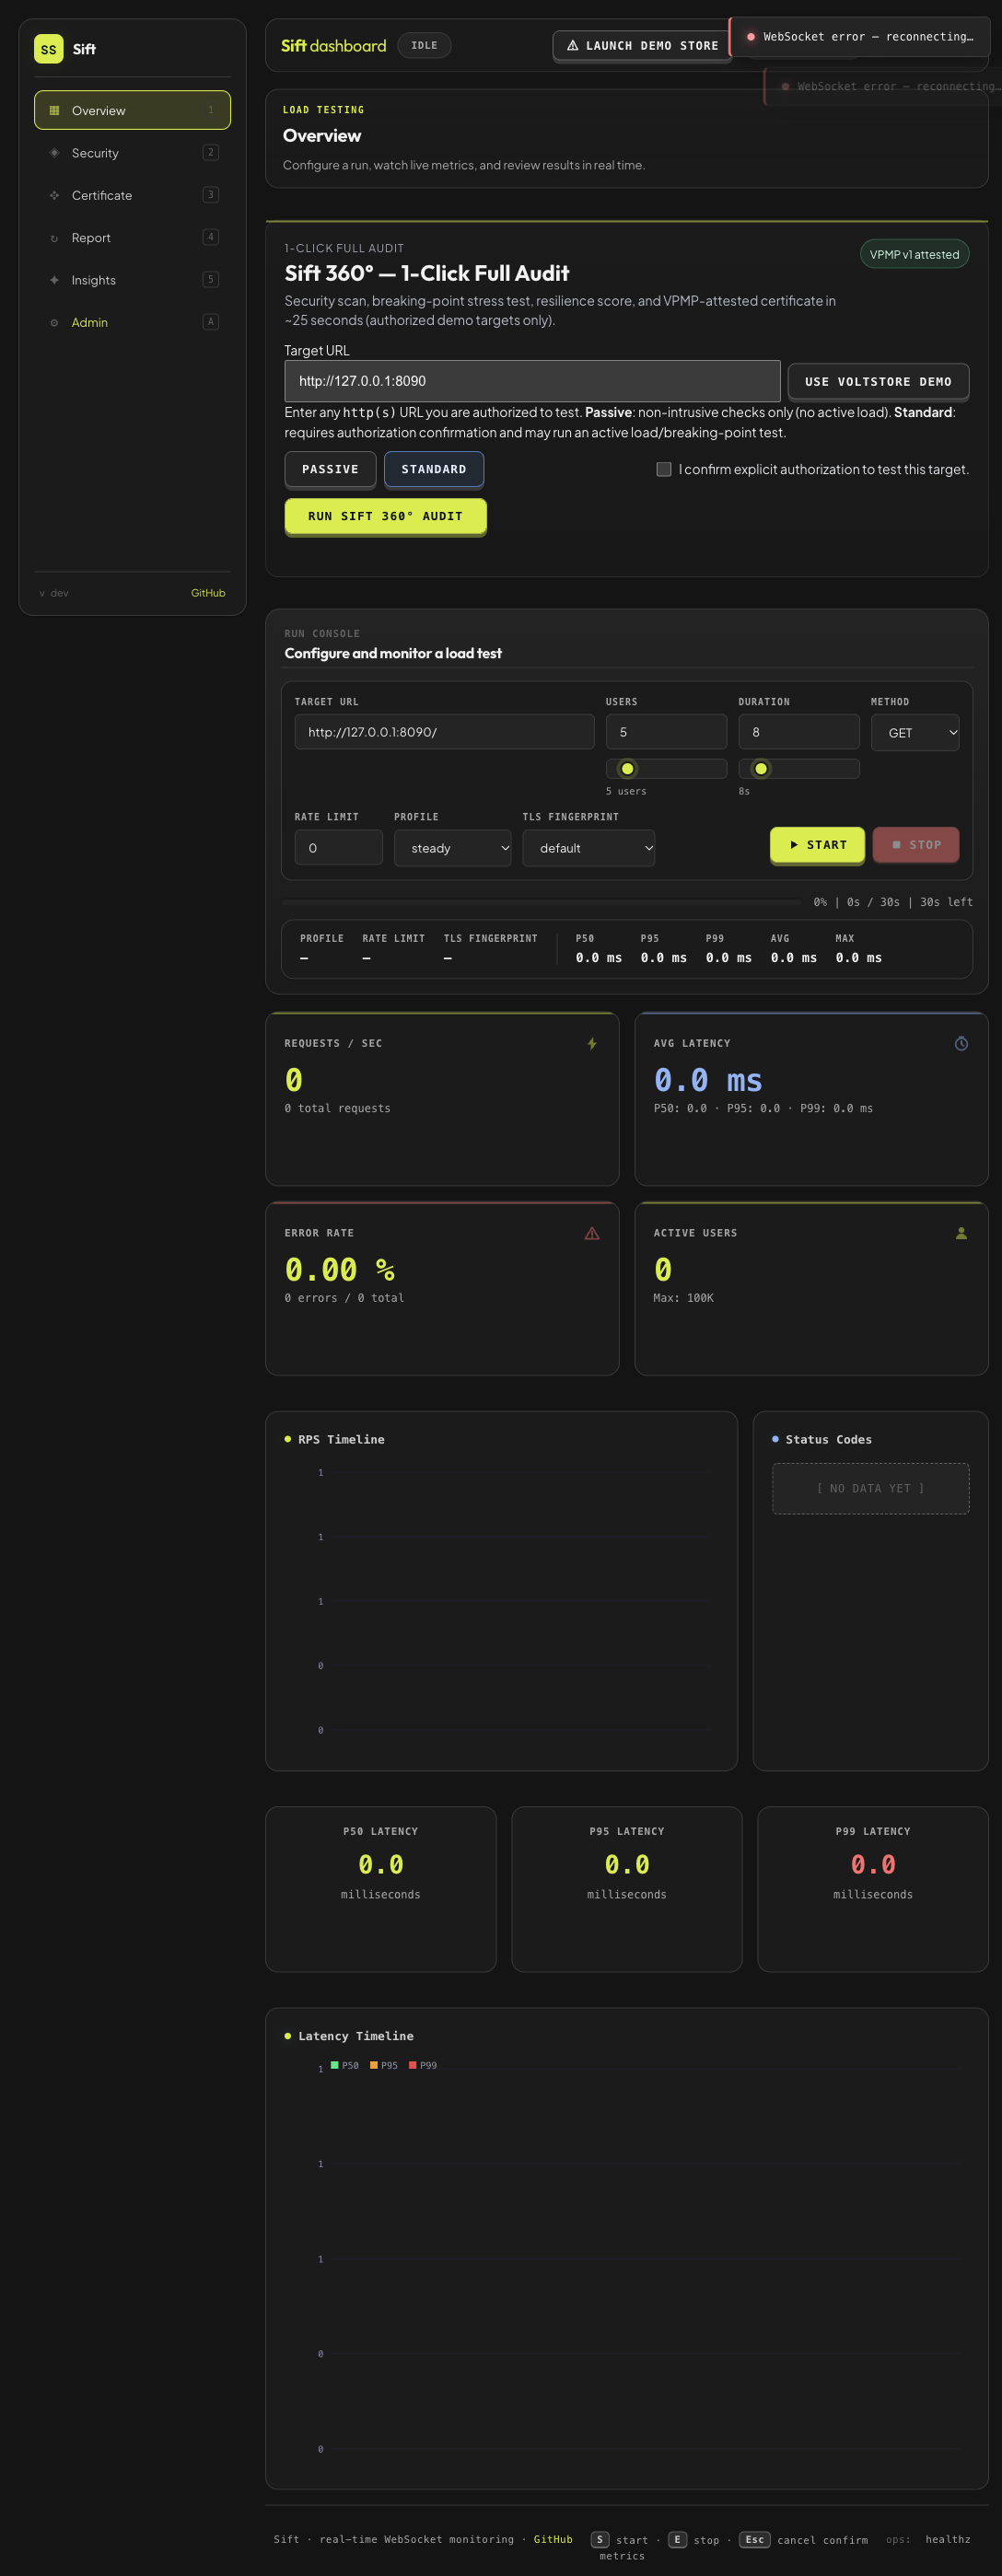 SS Sift
Overview 1
Security 2
Certificate 3
Report 4
Insights 5
Admin A
v dev GitHub
Sift dashboard IDLE LAUNCH DEMO STORE
WebSocket error — reconnecting…
WebSocket error — reconnecting…
LOAD TESTING
Overview
Configure a run, watch live metrics, and review results in real time.
1-CLICK FULL AUDIT
Sift 360° — 1-Click Full Audit
VPMP v1 attested
Security scan, breaking-point stress test, resilience score, and VPMP-attested certificate in
~25 seconds (authorized demo targets only).
Target URL
http://127.0.0.1:8090 USE VOLTSTORE DEMO
Enter any http(s) URL you are authorized to test. Passive: non-intrusive checks only (no active load). Standard:
requires authorization confirmation and may run an active load/breaking-point test.
PASSIVE STANDARD I confirm explicit authorization to test this target.
RUN SIFT 360° AUDIT
RUN CONSOLE
Configure and monitor a load test
TARGET URL USERS DURATION METHOD
http://127.0.0.1:8090/ 5 8 GET
5 users 8s
RATE LIMIT PROFILE TLS FINGERPRINT
0 steady default START STOP
0% | 0s / 30s | 30s left
PROFILE RATE LIMIT TLS FINGERPRINT P50 P95 P99 AVG MAX
— — — 0.0 ms 0.0 ms 0.0 ms 0.0 ms 0.0 ms
REQUESTS / SEC
0
0 total requests
AVG LATENCY
0.0 ms
P50: 0.0 · P95: 0.0 · P99: 0.0 ms
ERROR RATE
0.00 %
0 errors / 0 total
ACTIVE USERS
0
Max: 100K
RPS Timeline
1
1
1
0
0
Status Codes
[ NO DATA YET ]
P50 LATENCY
0.0
milliseconds
P95 LATENCY
0.0
milliseconds
P99 LATENCY
0.0
milliseconds
Latency Timeline
P50 P95 P99
1
1
1
0
0
Sift · real-time WebSocket monitoring · GitHub S start · E stop · Esc cancel confirm ops: healthz
metrics